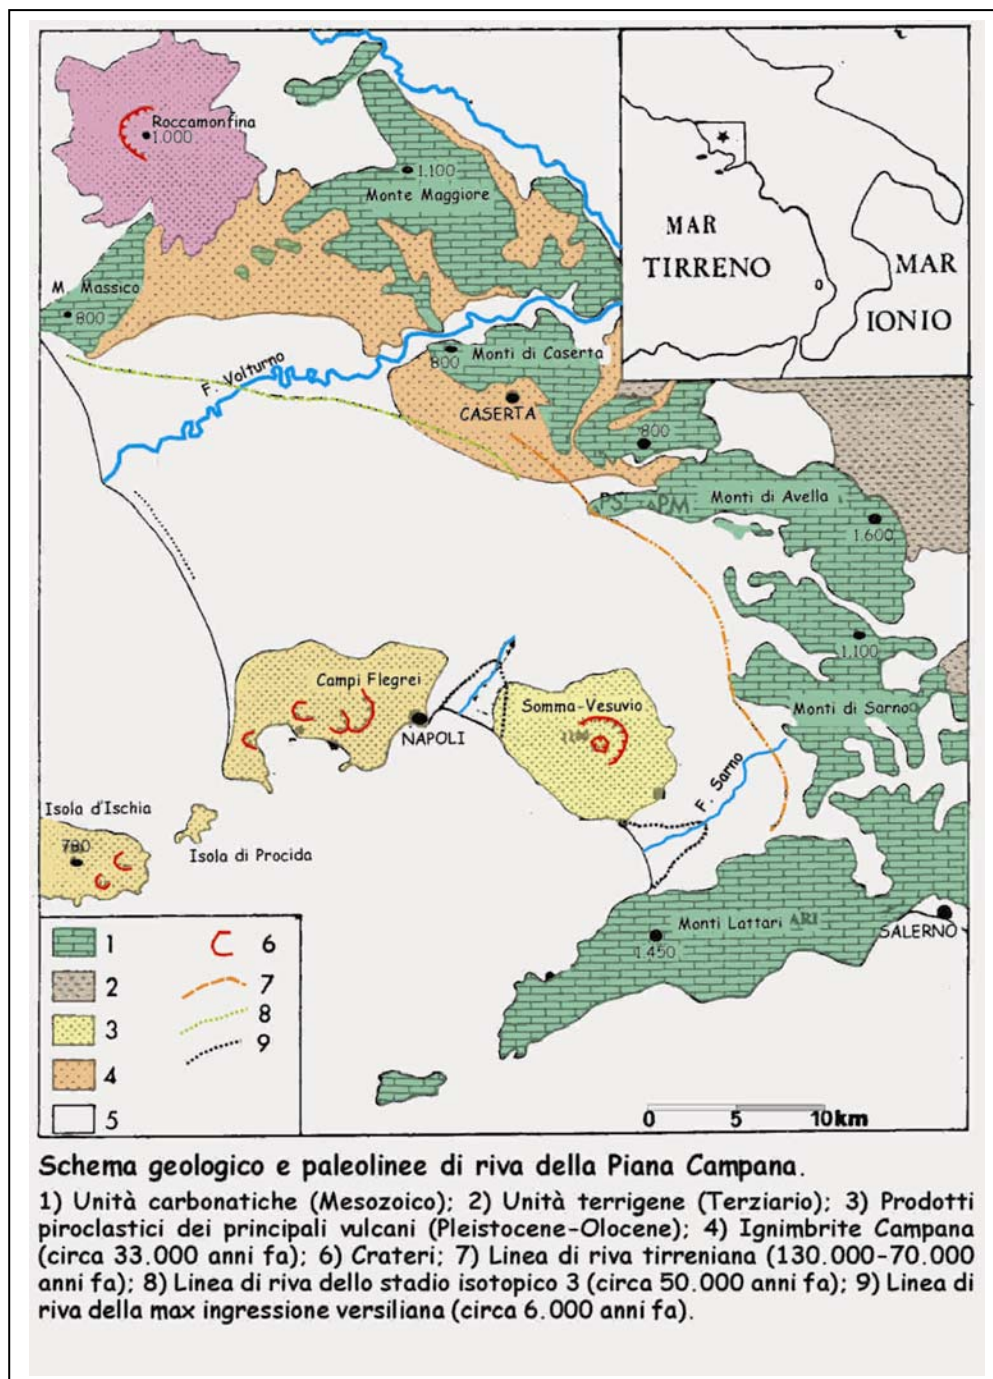 Roccamonfina
1.000
1.100
Monte Maggiore
MAR
TIRRENO
MAR
IONIO
M. Massico
800
F. Volturno
800
Monti di Caserta
CASERTA
800
PS
PM
Monti di Avella
1.600
1.100
Campi Flegrei
NAPOLI
Somma-Vesuvio
Monti di Sarno
F. Sarno
Isola d'Ischia
780
Isola di Procida
Monti Lattari
ARI
1.450
SALERNO
1
2
3
4
5
6
7
8
9
0 5 10 km
Schema geologico e paleolinee di riva della Piana Campana.
1) Unità carbonatiche (Mesozoico); 2) Unità terrigene (Terziario); 3) Prodotti
piroclastici dei principali vulcani (Pleistocene-Olocene); 4) Ignimbrite Campana
(circa 33.000 anni fa); 6) Crateri; 7) Linea di riva tirreniana (130.000-70.000
anni fa); 8) Linea di riva dello stadio isotopico 3 (circa 50.000 anni fa); 9) Linea di
riva della max ingressione versiliana (circa 6.000 anni fa).